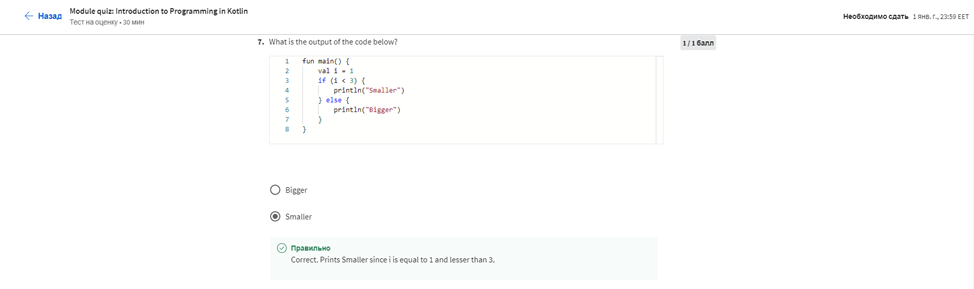 Назад
Module quiz: Introduction to Programming in Kotlin
Тест на оценку • 30 мин
Необходимо сдать 1 янв. г., 23:59 EET
7. What is the output of the code below?
1 / 1 балл
1 fun main() {
2 val i = 1
3 if (i < 3) {
4 println("Smaller")
5 } else {
6 println("Bigger")
7 }
8 }
Bigger
Smaller
Правильно
Correct. Prints Smaller since i is equal to 1 and lesser than 3.